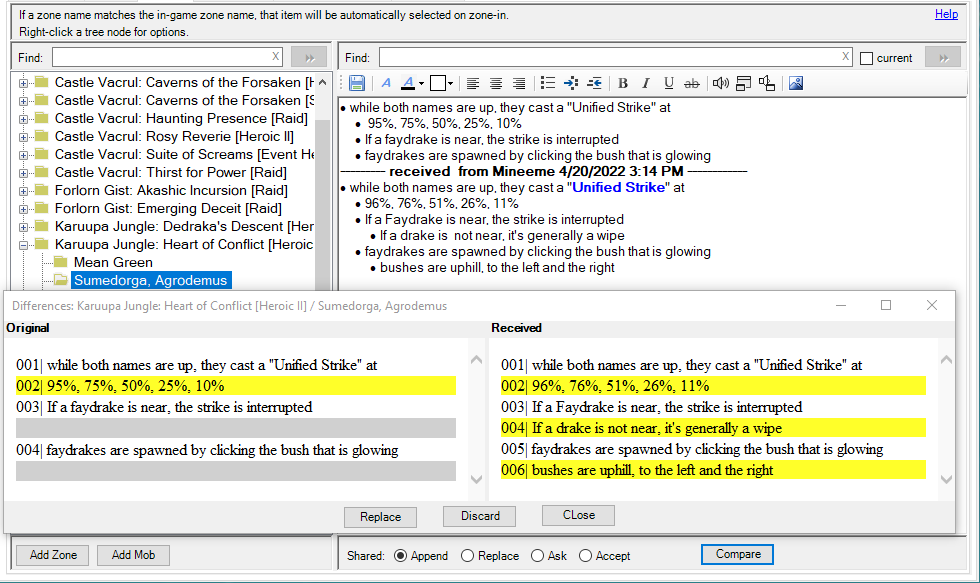 If a zone name matches the in-game zone name, that item will be automatically selected on zone-in.
Help
Right-click a tree node for options.
Find:
X
Find:
X
current
Castle Vacrul: Caverns of the Forsaken [H
Castle Vacrul: Caverns of the Forsaken [S
Castle Vacrul: Haunting Presence [Raid]
Castle Vacrul: Rosy Reverie [Heroic II]
Castle Vacrul: Suite of Screams [Event He
Castle Vacrul: Thirst for Power [Raid]
Forlorn Gist: Akashic Incursion [Raid]
Forlorn Gist: Emerging Deceit [Raid]
Karuupa Jungle: Dedraka's Descent [Her
Karuupa Jungle: Heart of Conflict [Heroic
Mean Green
Sumedorga, Agrodemus
A A B I U ab
• while both names are up, they cast a "Unified Strike" at
• 95%, 75%, 50%, 25%, 10%
• If a faydrake is near, the strike is interrupted
• faydrakes are spawned by clicking the bush that is glowing
---------- received from Mineeme 4/20/2022 3:14 PM --------------
• while both names are up, they cast a "Unified Strike" at
• 96%, 76%, 51%, 26%, 11%
• If a Faydrake is near, the strike is interrupted
• If a drake is not near, it's generally a wipe
• faydrakes are spawned by clicking the bush that is glowing
• bushes are uphill, to the left and the right
Differences: Karuupa Jungle: Heart of Conflict [Heroic II] / Sumedorga, Agrodemus
Original
001| while both names are up, they cast a "Unified Strike" at
002| 95%, 75%, 50%, 25%, 10%
003| If a faydrake is near, the strike is interrupted
004| faydrakes are spawned by clicking the bush that is glowing
Received
001| while both names are up, they cast a "Unified Strike" at
002| 96%, 76%, 51%, 26%, 11%
003| If a Faydrake is near, the strike is interrupted
004| If a drake is not near, it's generally a wipe
005| faydrakes are spawned by clicking the bush that is glowing
006| bushes are uphill, to the left and the right
Replace
Discard
CLose
Add Zone
Add Mob
Shared:
Append
Replace
Ask
Accept
Compare